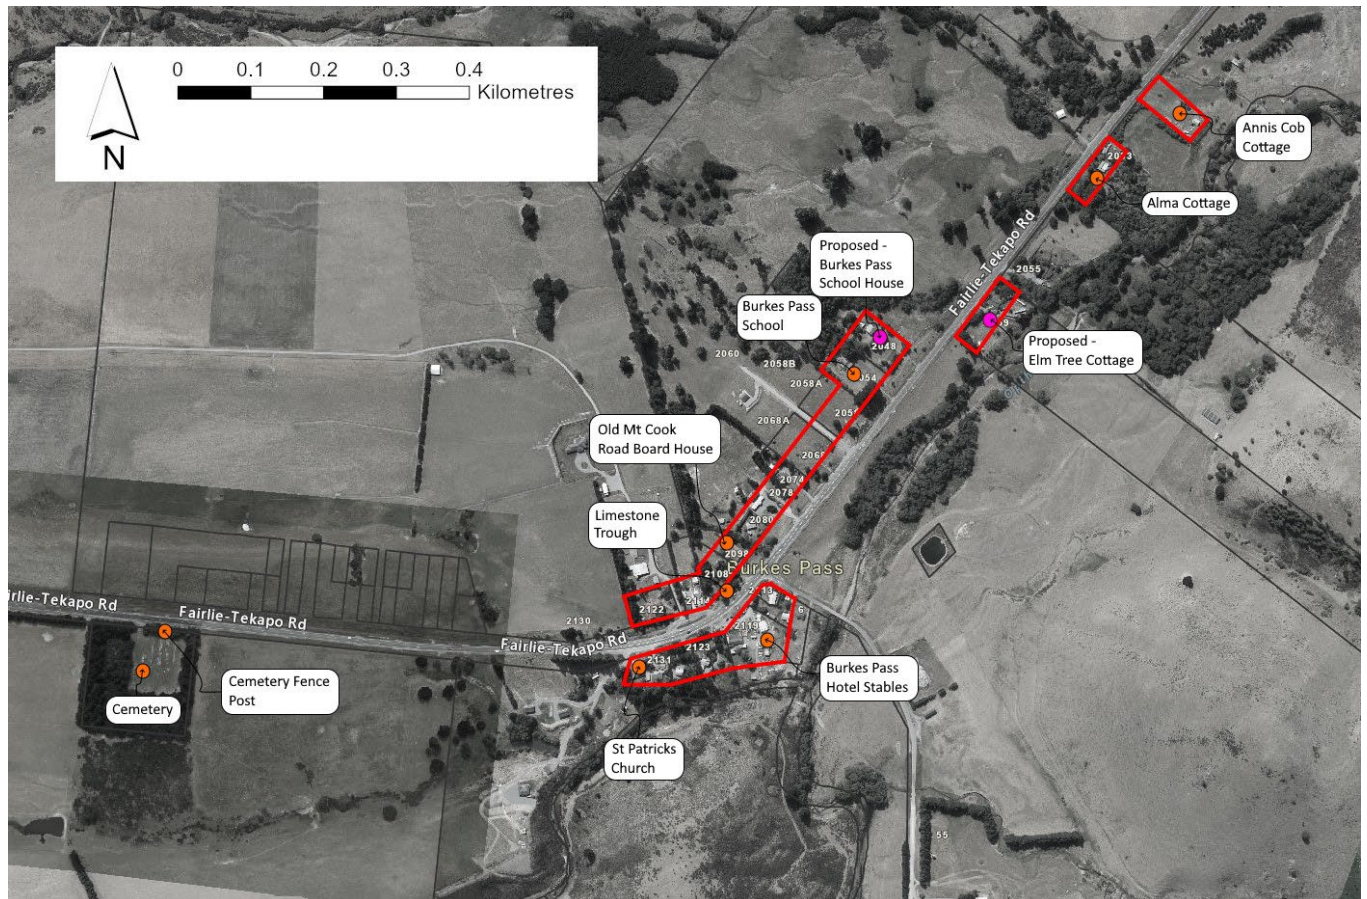 0 0.1 0.2 0.3 0.4
Kilometres
N
Annis Cob
Cottage
2093
Alma Cottage
Fairlie-Tekapo Rd
2055
Proposed -
Burkes Pass
School House
Burkes Pass
School
2048
Proposed -
Elm Tree Cottage
2060
2058B
2058A
2054
2068A
Old Mt Cook
Road Board House
2074
2078
2080
Limestone
Trough
2098
2108
Burkes Pass
2122
2113
6
2119
2130
Fairlie-Tekapo Rd
2123
2131
irlie-Tekapo Rd
Fairlie-Tekapo Rd
Burkes Pass
Hotel Stables
Cemetery Fence
Post
Cemetery
St Patricks
Church
55